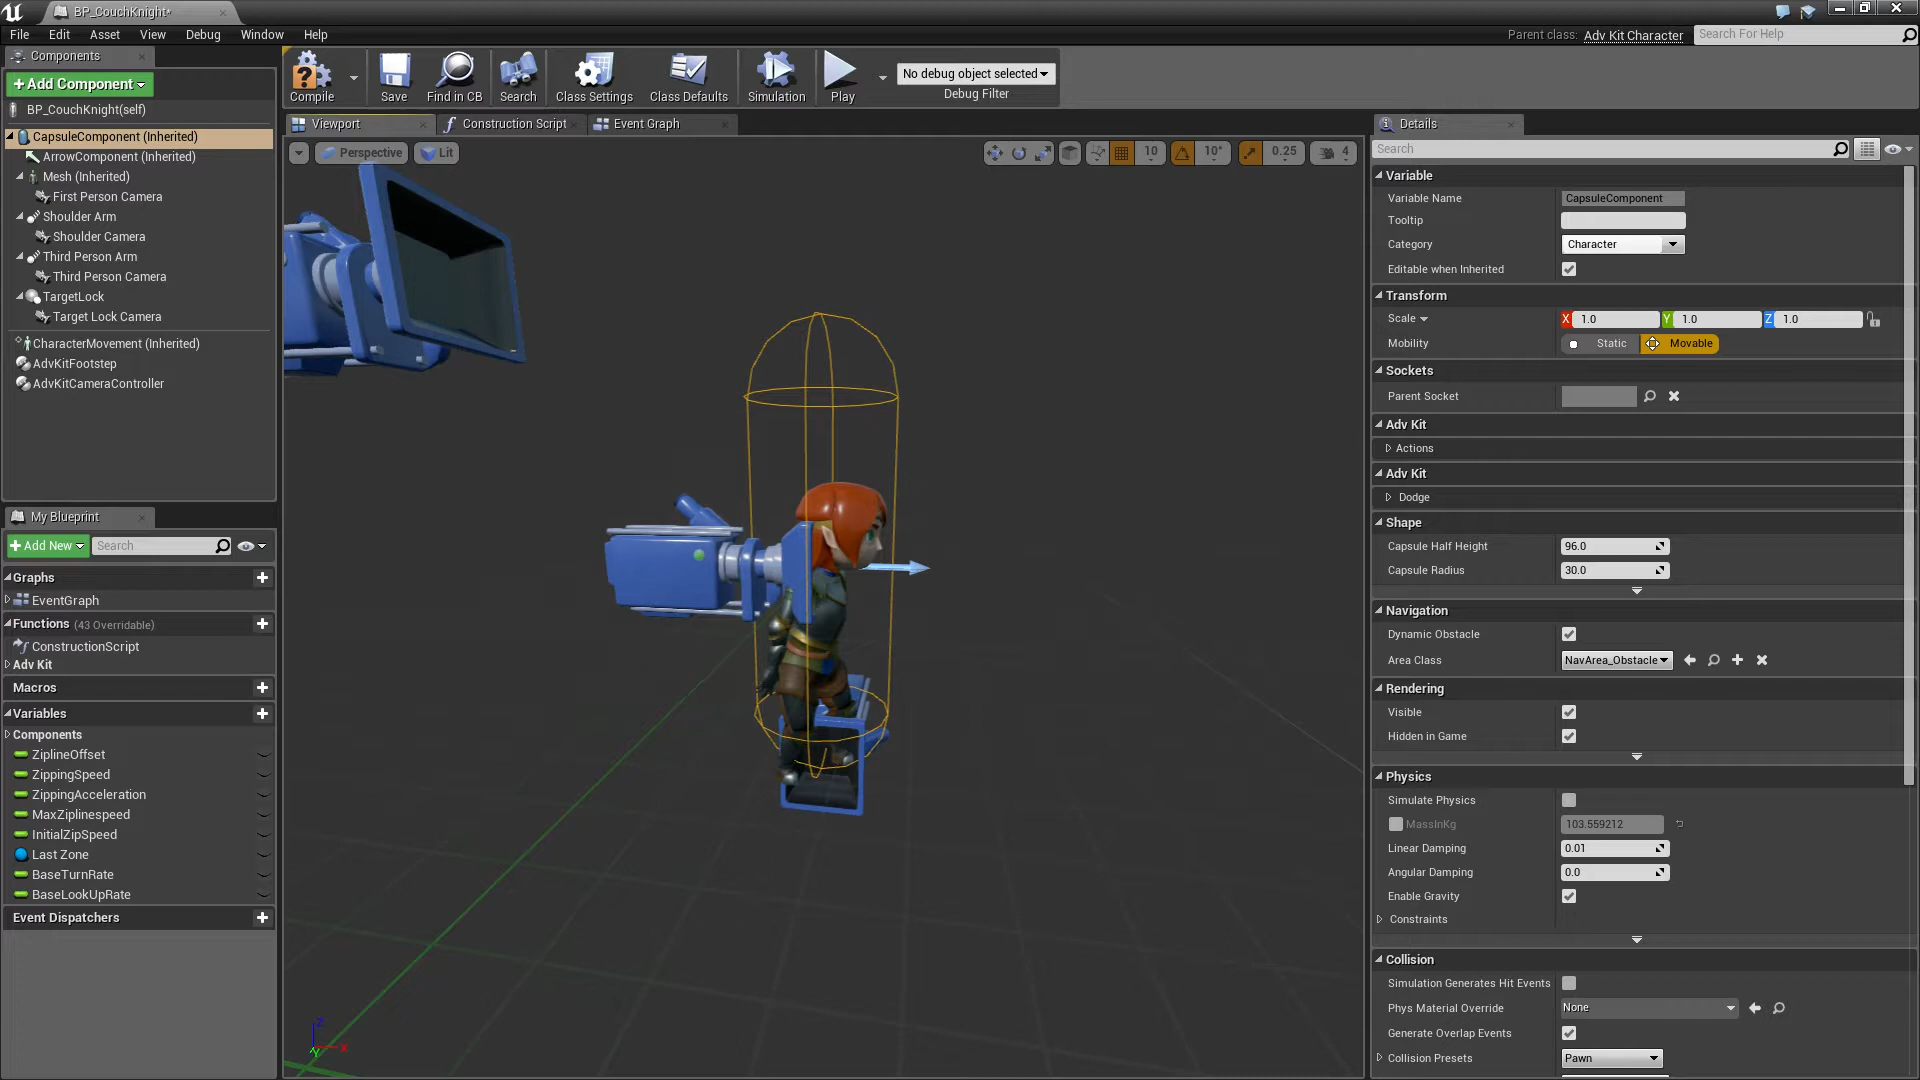 BP_CouchKnight*
File Edit Asset View Debug Window Help
Parent class: Adv Kit Character
Search For Help
Components
Add Component
BP_CouchKnight(self)
CapsuleComponent (Inherited)
ArrowComponent (Inherited)
Mesh (Inherited)
First Person Camera
Shoulder Arm
Shoulder Camera
Third Person Arm
Third Person Camera
TargetLock
Target Lock Camera
CharacterMovement (Inherited)
AdvKitFootstep
AdvKitCameraController
My Blueprint
Add New
Search
Graphs
EventGraph
Functions (43 Overridable)
ConstructionScript
Adv Kit
Macros
Variables
Components
ZiplineOffset
ZippingSpeed
ZippingAcceleration
MaxZiplinespeed
InitialZipSpeed
Last Zone
BaseTurnRate
BaseLookUpRate
Event Dispatchers
Compile
Save
Find in CB
Search
Class Settings
Class Defaults
Simulation
Play
No debug object selected
Debug Filter
Viewport
Construction Script
Event Graph
Perspective
Lit
10
10°
0.25
4
Z
X
Y
Details
Search
Variable
Variable Name CapsuleComponent
Tooltip
Category Character
Editable when Inherited
Transform
Scale X 1.0 Y 1.0 Z 1.0
Mobility Static Movable
Sockets
Parent Socket
Adv Kit
Actions
Adv Kit
Dodge
Shape
Capsule Half Height 96.0
Capsule Radius 30.0
Navigation
Dynamic Obstacle
Area Class NavArea_Obstacle
Rendering
Visible
Hidden in Game
Physics
Simulate Physics
MassInKg 103.559212
Linear Damping 0.01
Angular Damping 0.0
Enable Gravity
Constraints
Collision
Simulation Generates Hit Events
Phys Material Override None
Generate Overlap Events
Collision Presets Pawn